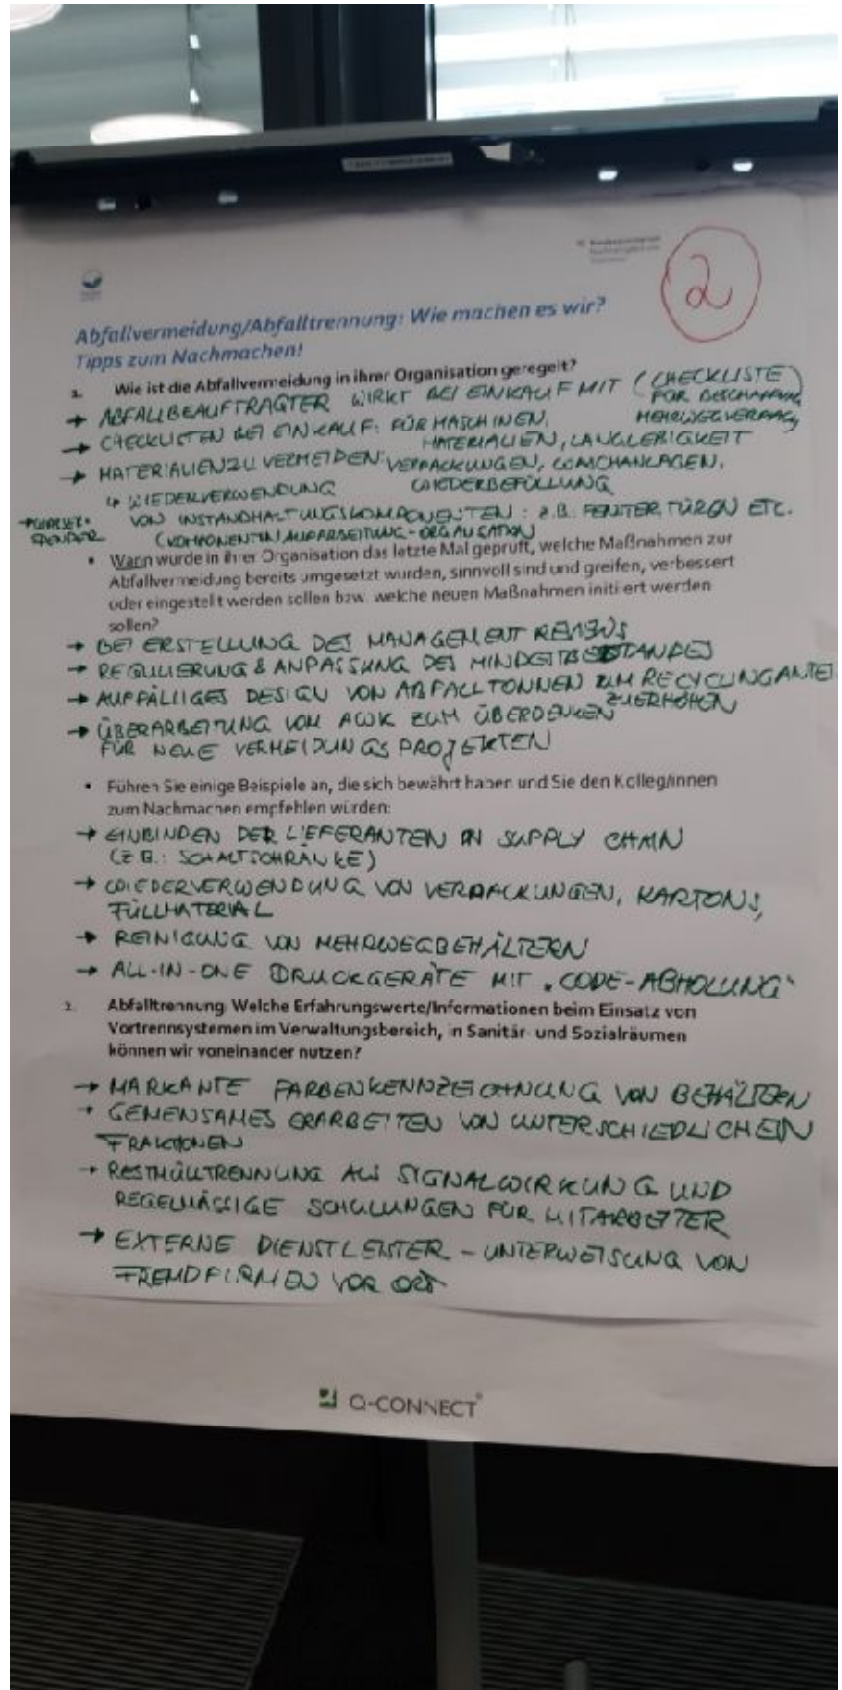 2
Abfallvermeidung/Abfalltrennung: Wie machen es wir?
Tipps zum Nachmachen!
1. Wie ist die Abfallvermeidung in ihrer Organisation geregelt?
→ ABFALLBEAUFTRAGTER WIRKT BEI EINKAUF MIT (CHECKLISTE)
FÜR BESCHAFFUNG
→ CHECKLISTEN BEI EINKAUF: FÜR MASCHINEN,
MEHRWEGVERPACK,
MATERIALIEN, LANGLEBIGKEIT
→ MATERIALIEN ZU VERMEIDEN: VERPACKUNGEN, WASCHANLAGEN,
↳ WIEDERVERWENDUNG WIEDERBEFÜLLUNG
VON INSTANDHALTUNGSKOMPONENTEN: Z.B. FENSTER, TÜREN ETC.
→ SPENDER
(KOMPONENTENAUFARBEITUNG-ORGANISATION)
• Wann wurde in ihrer Organisation das letzte Mal geprüft, welche Maßnahmen zur
Abfallvermeidung bereits umgesetzt wurden, sinnvoll sind und greifen, verbessert
oder eingestellt werden sollen bzw. welche neuen Maßnahmen initiiert werden
sollen?
→ BEI ERSTELLUNG DES MANAGEMENT REVIEWS
→ REGULIERUNG & ANPASSUNG DES MINDESTBESTANDES
→ AUFFÄLLIGES DESIGN VON ABFALLTONNEN ZUM RECYCLINGANTEI
ZU ERHÖHEN
→ ÜBERARBEITUNG VOM AWK ZUM ÜBERDENKEN
FÜR NEUE VERMEIDUNGSPROJEKTEN
• Führen Sie einige Beispiele an, die sich bewährt haben und Sie den Kolleg/innen
zum Nachmachen empfehlen würden:
→ EINBINDEN DER LIEFERANTEN IN SUPPLY CHAIN
(Z.B.: SCHALTSCHRÄNKE)
→ WIEDERVERWENDUNG VON VERPACKUNGEN, KARTONS,
FÜLLMATERIAL
→ REINIGUNG VON MEHRWEGBEHÄLTERN
→ ALL-IN-ONE DRUCKGERÄTE MIT „CODE-ABHOLUNG“
2. Abfalltrennung: Welche Erfahrungswerte/Informationen beim Einsatz von
Vortrennsystemen im Verwaltungsbereich, in Sanitär- und Sozialräumen
können wir voneinander nutzen?
→ MARKANTE FARBENKENNZEICHNUNG VON BEHÄLTERN
→ GEMEINSAMES ERARBEITEN VON UNTERSCHIEDLICHEN
FRAKTIONEN
→ RESTMÜLLTRENNUNG ALS SIGNALWIRKUNG UND
REGELMÄSSIGE SCHULUNGEN FÜR MITARBEITER
→ EXTERNE DIENSTLEISTER – UNTERWEISUNG VON
FREMDFIRMEN VOR ORT
Q-CONNECT®